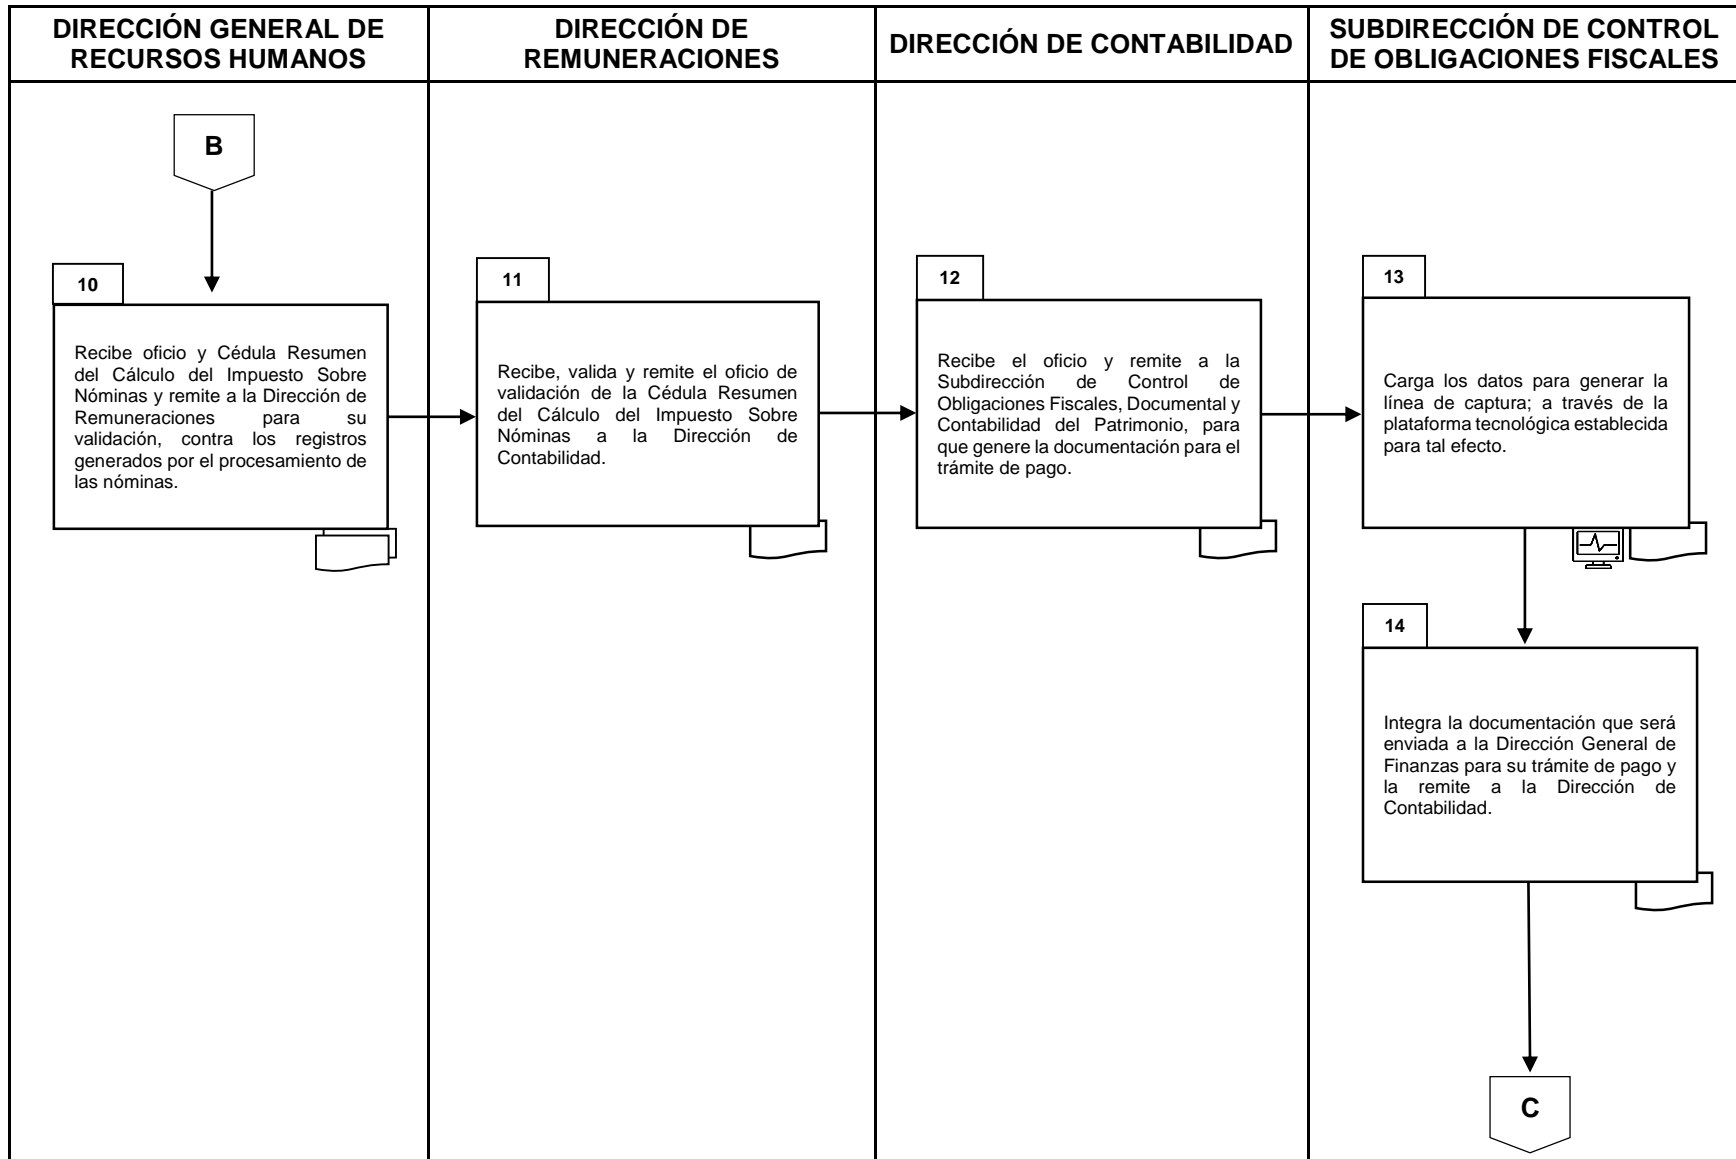 DIRECCIÓN GENERAL DE
RECURSOS HUMANOS
DIRECCIÓN DE
REMUNERACIONES
DIRECCIÓN DE CONTABILIDAD
SUBDIRECCIÓN DE CONTROL
DE OBLIGACIONES FISCALES
B
10
Recibe oficio y Cédula Resumen
del Cálculo del Impuesto Sobre
Nóminas y remite a la Dirección de
Remuneraciones para su
validación, contra los registros
generados por el procesamiento de
las nóminas.
11
Recibe, valida y remite el oficio de
validación de la Cédula Resumen
del Cálculo del Impuesto Sobre
Nóminas a la Dirección de
Contabilidad.
12
Recibe el oficio y remite a la
Subdirección de Control de
Obligaciones Fiscales, Documental y
Contabilidad del Patrimonio, para
que genere la documentación para el
trámite de pago.
13
Carga los datos para generar la
línea de captura; a través de la
plataforma tecnológica establecida
para tal efecto.
14
Integra la documentación que será
enviada a la Dirección General de
Finanzas para su trámite de pago y
la remite a la Dirección de
Contabilidad.
C